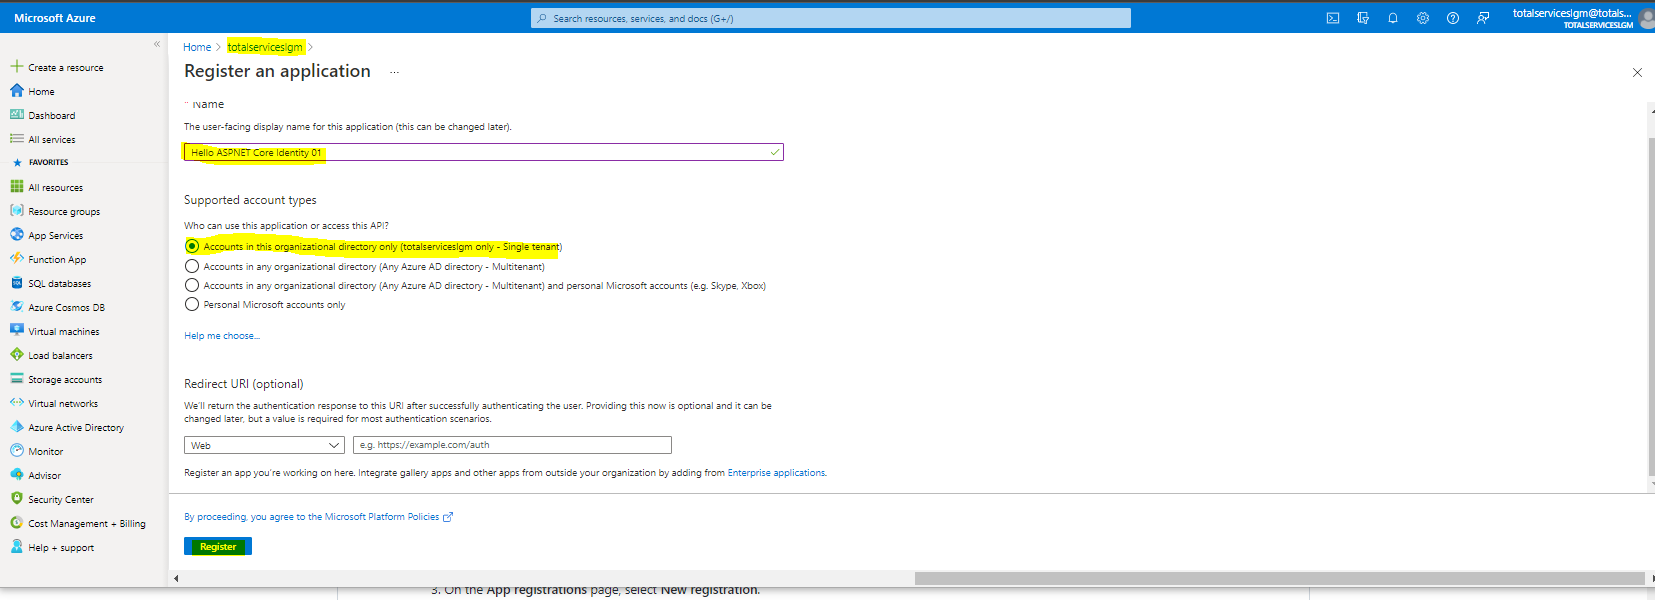 Microsoft Azure
Search resources, services, and docs (G+/)
totalserviceslgm@totals...
TOTALSERVICESLGM
«
Create a resource
Home
Dashboard
All services
FAVORITES
All resources
Resource groups
App Services
Function App
SQL databases
Azure Cosmos DB
Virtual machines
Load balancers
Storage accounts
Virtual networks
Azure Active Directory
Monitor
Advisor
Security Center
Cost Management + Billing
Help + support
Home > totalserviceslgm >
Register an application ...
* Name
The user-facing display name for this application (this can be changed later).
Hello ASPNET Core Identity 01
Supported account types
Who can use this application or access this API?
Accounts in this organizational directory only (totalserviceslgm only - Single tenant)
Accounts in any organizational directory (Any Azure AD directory - Multitenant)
Accounts in any organizational directory (Any Azure AD directory - Multitenant) and personal Microsoft accounts (e.g. Skype, Xbox)
Personal Microsoft accounts only
Help me choose...
Redirect URI (optional)
We'll return the authentication response to this URI after successfully authenticating the user. Providing this now is optional and it can be
changed later, but a value is required for most authentication scenarios.
Web
e.g. https://example.com/auth
Register an app you're working on here. Integrate gallery apps and other apps from outside your organization by adding from Enterprise applications.
By proceeding, you agree to the Microsoft Platform Policies
Register
3. On the App registrations page, select New registration.